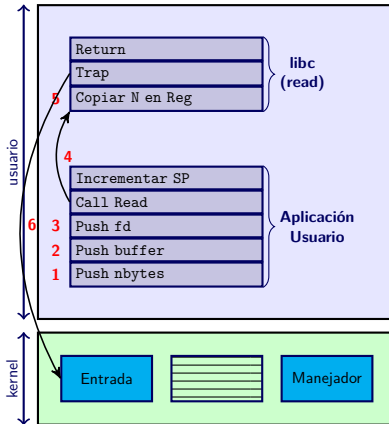 usuario
Return
Trap
5 Copiar N en Reg
libc
(read)
4
Incrementar SP
Call Read
6 3 Push fd
2 Push buffer
1 Push nbytes
Aplicación
Usuario
kernel
Entrada
Manejador